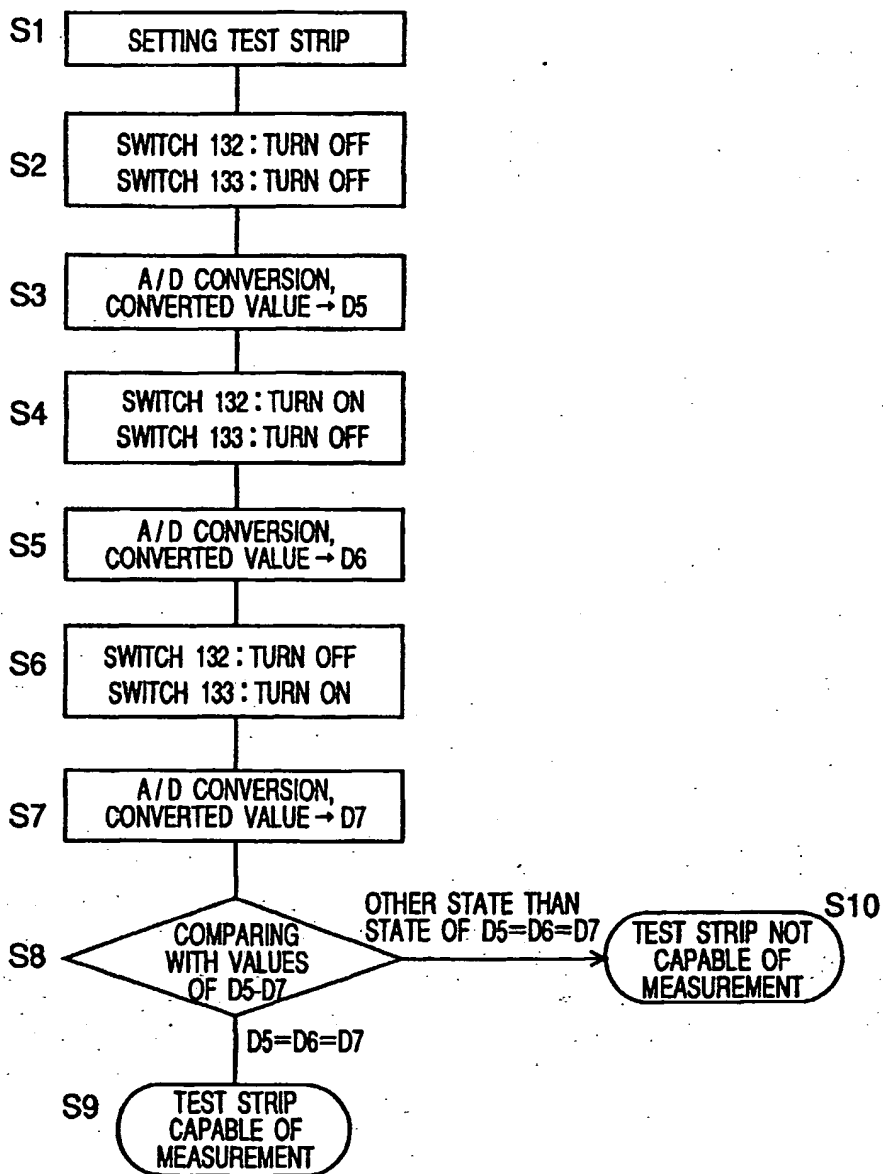 S1
SETTING TEST STRIP
S2
SWITCH 132 : TURN OFF
SWITCH 133 : TURN OFF
S3
A/D CONVERSION,
CONVERTED VALUE → D5
S4
SWITCH 132 : TURN ON
SWITCH 133 : TURN OFF
S5
A/D CONVERSION,
CONVERTED VALUE → D6
S6
SWITCH 132 : TURN OFF
SWITCH 133 : TURN ON
S7
A/D CONVERSION,
CONVERTED VALUE → D7
S8
COMPARING
WITH VALUES
OF D5-D7
OTHER STATE THAN
STATE OF D5=D6=D7
S10
TEST STRIP NOT
CAPABLE OF
MEASUREMENT
D5=D6=D7
S9
TEST STRIP
CAPABLE OF
MEASUREMENT